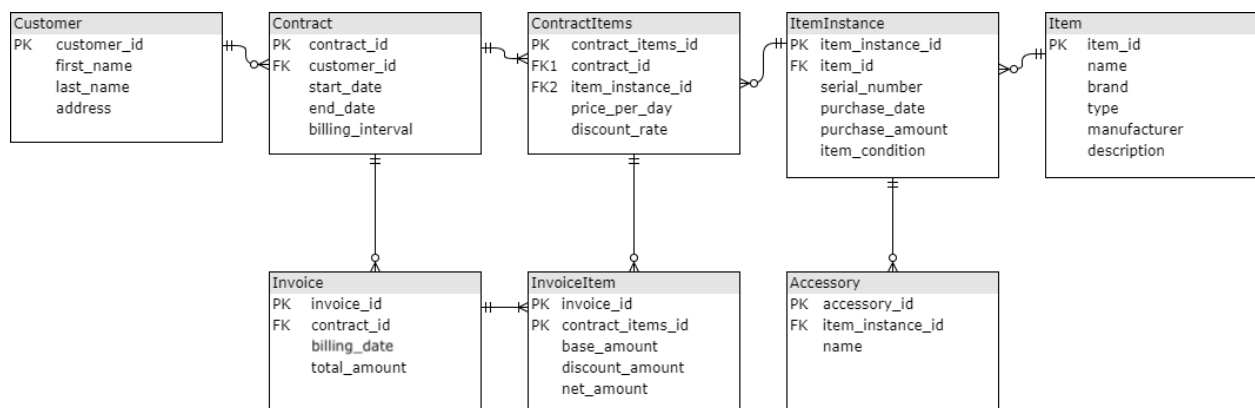 Customer
PK customer_id
first_name
last_name
address
Contract
PK contract_id
FK customer_id
start_date
end_date
billing_interval
ContractItems
PK contract_items_id
FK1 contract_id
FK2 item_instance_id
price_per_day
discount_rate
ItemInstance
PK item_instance_id
FK item_id
serial_number
purchase_date
purchase_amount
item_condition
Item
PK item_id
name
brand
type
manufacturer
description
Invoice
PK invoice_id
FK contract_id
billing_date
total_amount
InvoiceItem
PK invoice_id
PK contract_items_id
base_amount
discount_amount
net_amount
Accessory
PK accessory_id
FK item_instance_id
name